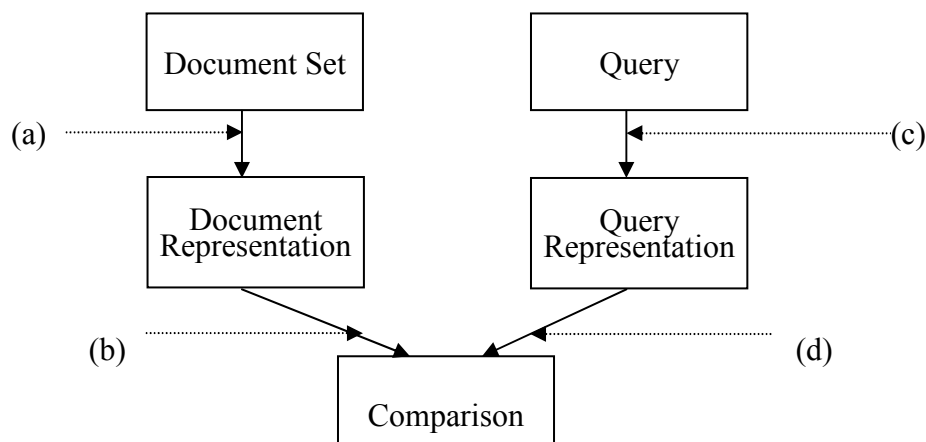 Document Set
Query
(a)
(c)
Document
Representation
Query
Representation
(b)
(d)
Comparison